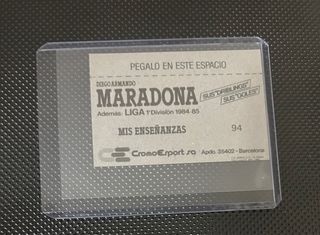 PEGALO EN ESTE ESPACIO
DIEGO ARMANDO
MARADONA
SUS "DRIBLINGS"
SUS "GOLES"
Además: LIGA 1ª División 1984-85
MIS ENSEÑANZAS
94
CromoEsport sa
Apdo. 35402 - Barcelona